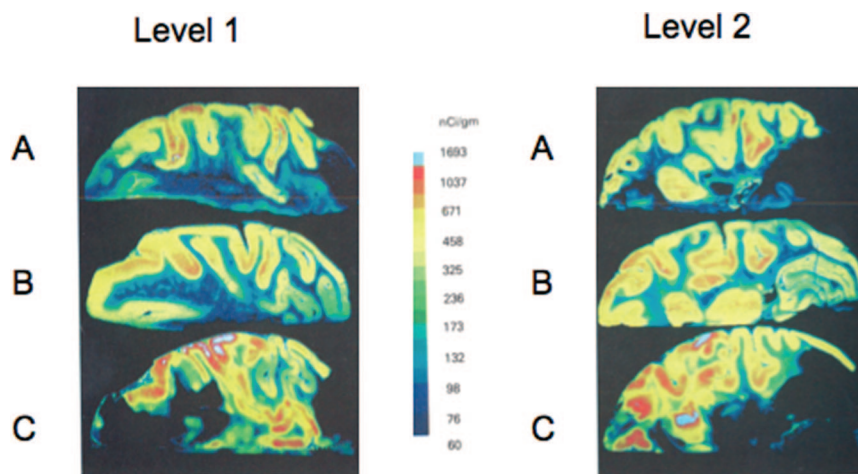 Level 1
Level 2
A
B
C
nCi/gm
1693
1037
671
458
325
236
173
132
98
76
60
A
B
C